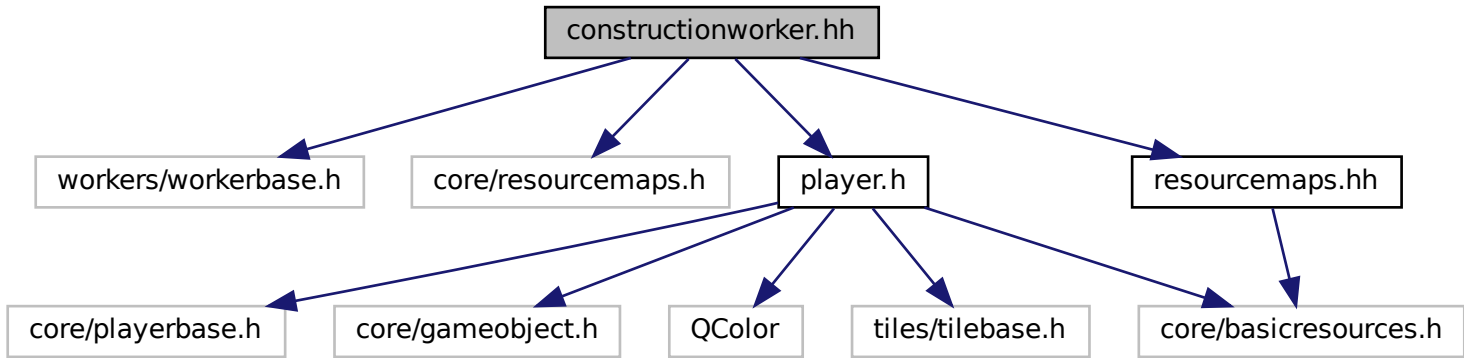 constructionworker.hh
workers/workerbase.h
core/resourcemaps.h
player.h
resourcemaps.hh
core/playerbase.h
core/gameobject.h
QColor
tiles/tilebase.h
core/basicresources.h